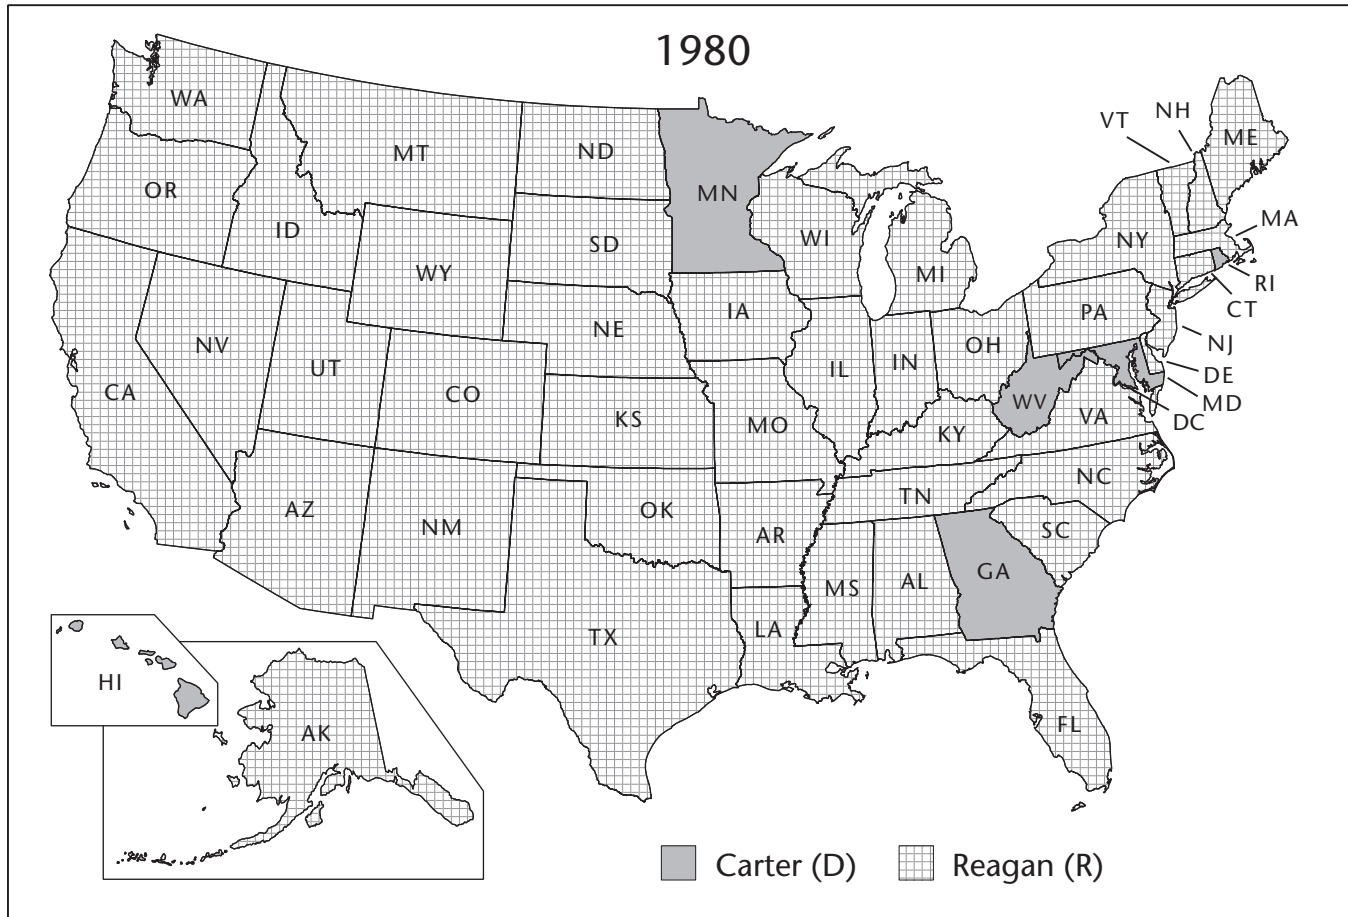 1980
WA
OR
CA
NV
ID
MT
WY
UT
AZ
CO
NM
ND
SD
NE
KS
OK
TX
MN
IA
MO
AR
LA
WI
IL
MI
IN
OH
KY
TN
MS
AL
GA
FL
SC
NC
VA
WV
PA
NY
VT
NH
ME
MA
RI
CT
NJ
DE
MD
DC
HI
AK
Carter (D)
Reagan (R)